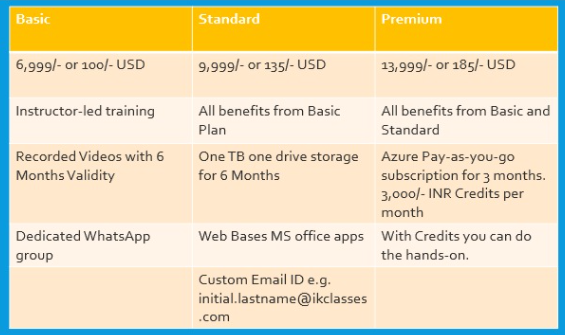 Basic
Standard
Premium
6,999/- or 100/- USD
9,999/- or 135/- USD
13,999/- or 185/- USD
Instructor-led training
All benefits from Basic
Plan
All benefits from Basic and
Standard
Recorded Videos with 6
Months Validity
One TB one drive storage
for 6 Months
Azure Pay-as-you-go
subscription for 3 months.
3,000/- INR Credits per
month
Dedicated WhatsApp
group
Web Bases MS office apps
With Credits you can do
the hands-on.
Custom Email ID e.g.
initial.lastname@ikclasses
.com